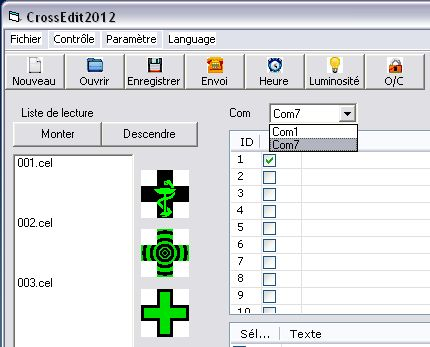 CrossEdit2012
Fichier Contrôle Paramètre Language
Nouveau Ouvrir Enregistrer Envoi Heure Luminosité O/C
Liste de lecture
Com Com7
Monter Descendre
Com1
Com7
ID
001.cel
1
2
3
002.cel
4
5
6
7
003.cel
8
9
10
Sél... Texte